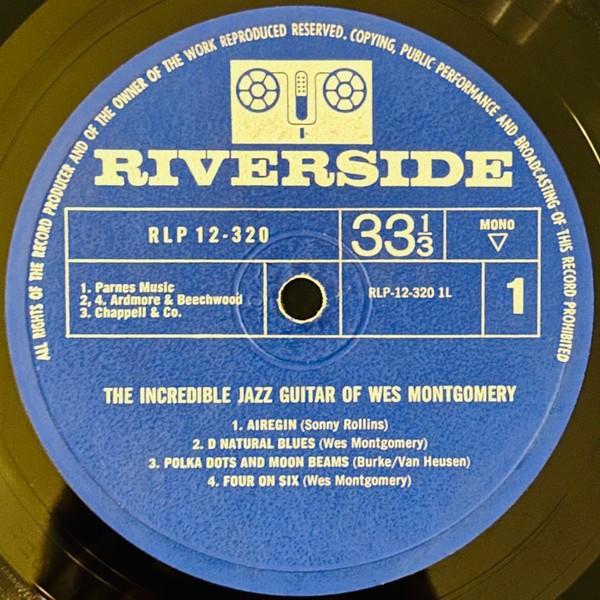 ALL RIGHTS OF THE RECORD PRODUCER AND OF THE OWNER OF THE WORK REPRODUCED RESERVED. COPYING, PUBLIC PERFORMANCE AND BROADCASTING OF THIS RECORD PROHIBITED
RIVERSIDE
RLP 12-320
33 1/3
MONO
1. Parnes Music
2, 4. Ardmore & Beechwood
3. Chappell & Co.
RLP-12-320 1L
1
THE INCREDIBLE JAZZ GUITAR OF WES MONTGOMERY
1. AIREGIN (Sonny Rollins)
2. D NATURAL BLUES (Wes Montgomery)
3. POLKA DOTS AND MOON BEAMS (Burke/Van Heusen)
4. FOUR ON SIX (Wes Montgomery)